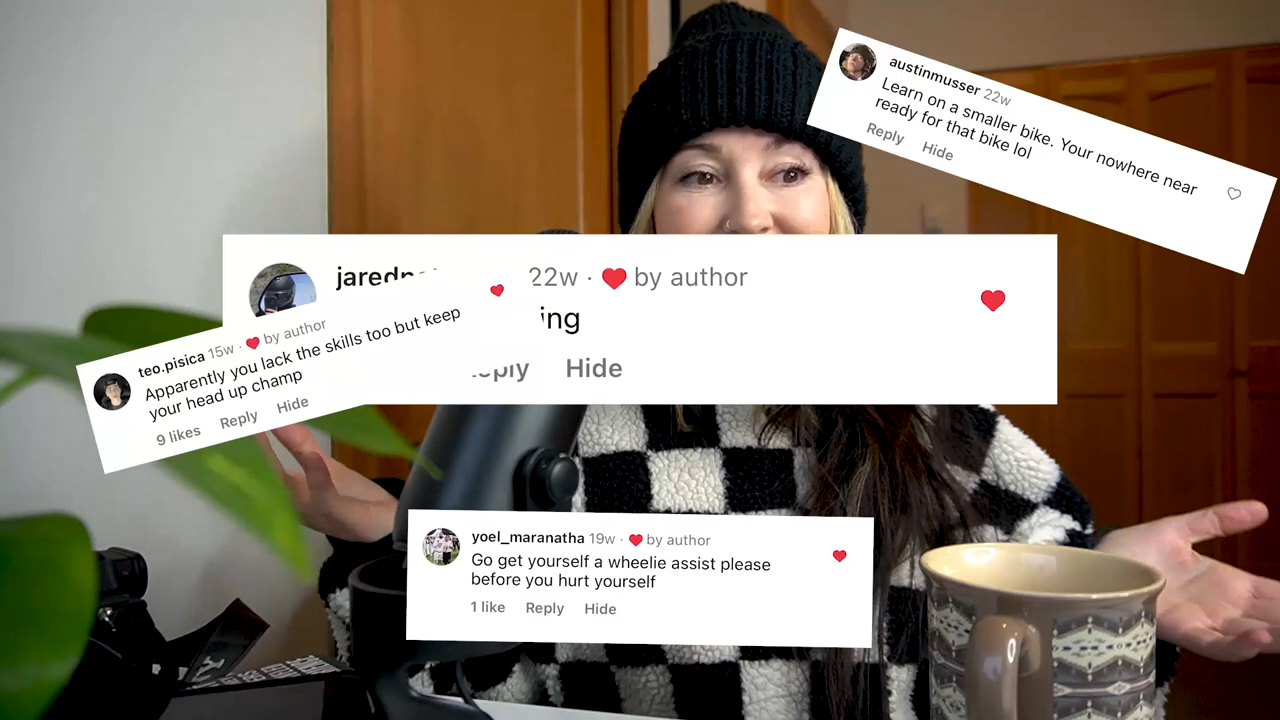 austinmusser 22w
Learn on a smaller bike. Your nowhere near
ready for that bike lol
Reply Hide
22w · ❤️ by author
Hide
teo.pisica 15w · ❤️ by author
Apparently you lack the skills too but keep
your head up champ
9 likes Reply Hide
yoel_maranatha 19w · ❤️ by author
Go get yourself a wheelie assist please
before you hurt yourself
1 like Reply Hide